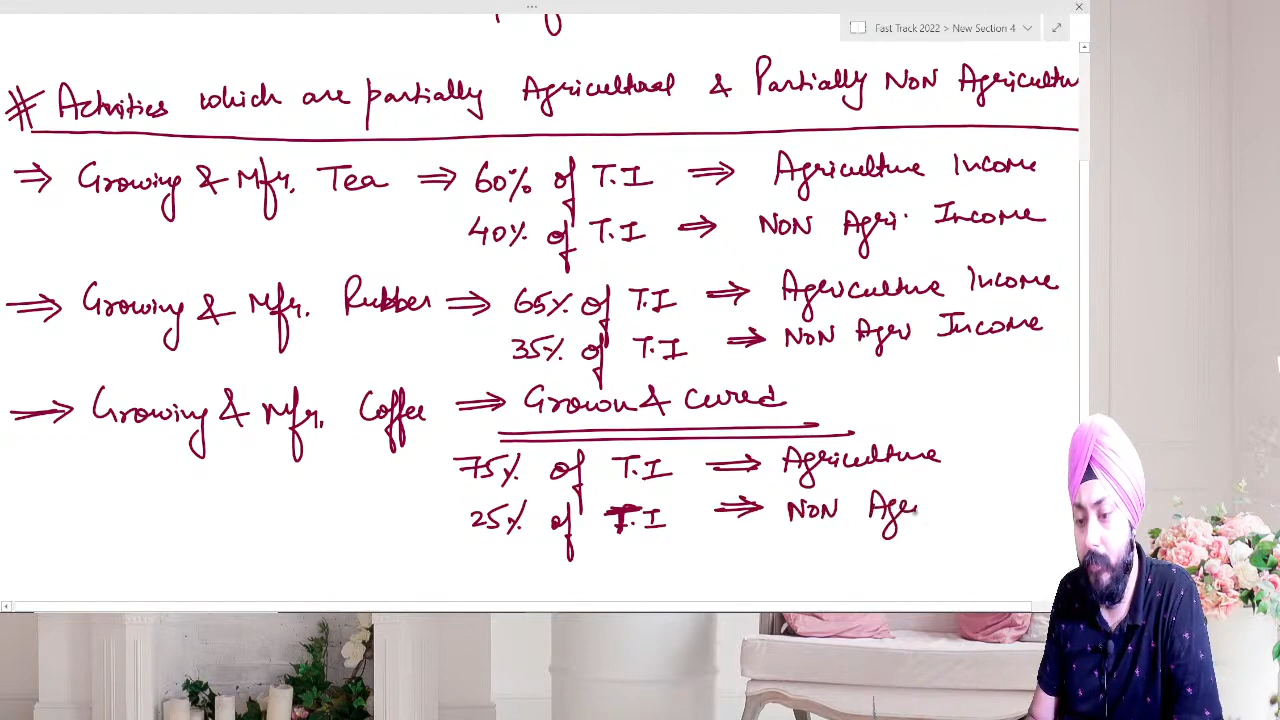 Fast Track 2022 > New Section 4
# Activities which are partially Agricultural & Partially NON Agricultur
⇒ Growing & Mfr. Tea ⇒ 60% of T.I ⇒ Agriculture Income
40% of T.I ⇒ NON Agri. Income
⇒ Growing & Mfr. Rubber ⇒ 65% of T.I ⇒ Agriculture Income
35% of T.I ⇒ NON Agri Income
⇒ Growing & Mfr. Coffee ⇒ Grown & cured
75% of T.I ⇒ Agriculture
25% of T.I ⇒ NON Agr